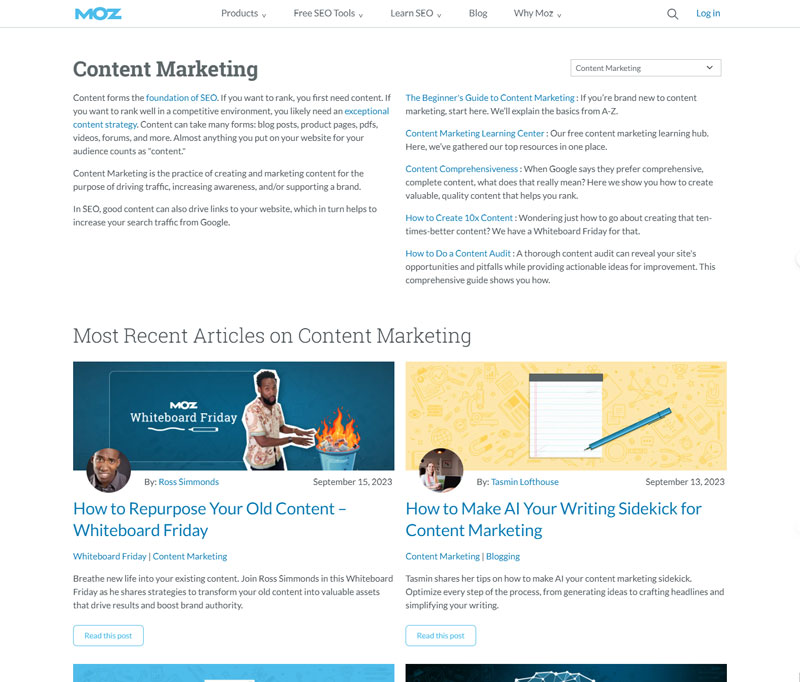 MOZ
Products
Free SEO Tools
Learn SEO
Blog
Why Moz
Log in
Content Marketing
Content Marketing
Content forms the foundation of SEO. If you want to rank, you first need content. If
you want to rank well in a competitive environment, you likely need an exceptional
content strategy. Content can take many forms: blog posts, product pages, pdfs,
videos, forums, and more. Almost anything you put on your website for your
audience counts as "content."
Content Marketing is the practice of creating and marketing content for the
purpose of driving traffic, increasing awareness, and/or supporting a brand.
In SEO, good content can also drive links to your website, which in turn helps to
increase your search traffic from Google.
The Beginner's Guide to Content Marketing : If you're brand new to content
marketing, start here. We'll explain the basics from A-Z.
Content Marketing Learning Center : Our free content marketing learning hub.
Here, we've gathered our top resources in one place.
Content Comprehensiveness : When Google says they prefer comprehensive,
complete content, what does that really mean? Here we show you how to create
valuable, quality content that helps you rank.
How to Create 10x Content : Wondering just how to go about creating that ten-
times-better content? We have a Whiteboard Friday for that.
How to Do a Content Audit : A thorough content audit can reveal your site's
opportunities and pitfalls while providing actionable ideas for improvement. This
comprehensive guide shows you how.
Most Recent Articles on Content Marketing
MOZ
Whiteboard Friday
By: Ross Simmonds
September 15, 2023
How to Repurpose Your Old Content –
Whiteboard Friday
Whiteboard Friday | Content Marketing
Breathe new life into your existing content. Join Ross Simmonds in this Whiteboard
Friday as he shares strategies to transform your old content into valuable assets
that drive results and boost brand authority.
Read this post
By: Tasmin Lofthouse
September 13, 2023
How to Make AI Your Writing Sidekick for
Content Marketing
Content Marketing | Blogging
Tasmin shares her tips on how to make AI your content marketing sidekick.
Optimize every step of the process, from generating ideas to crafting headlines and
simplifying your writing.
Read this post